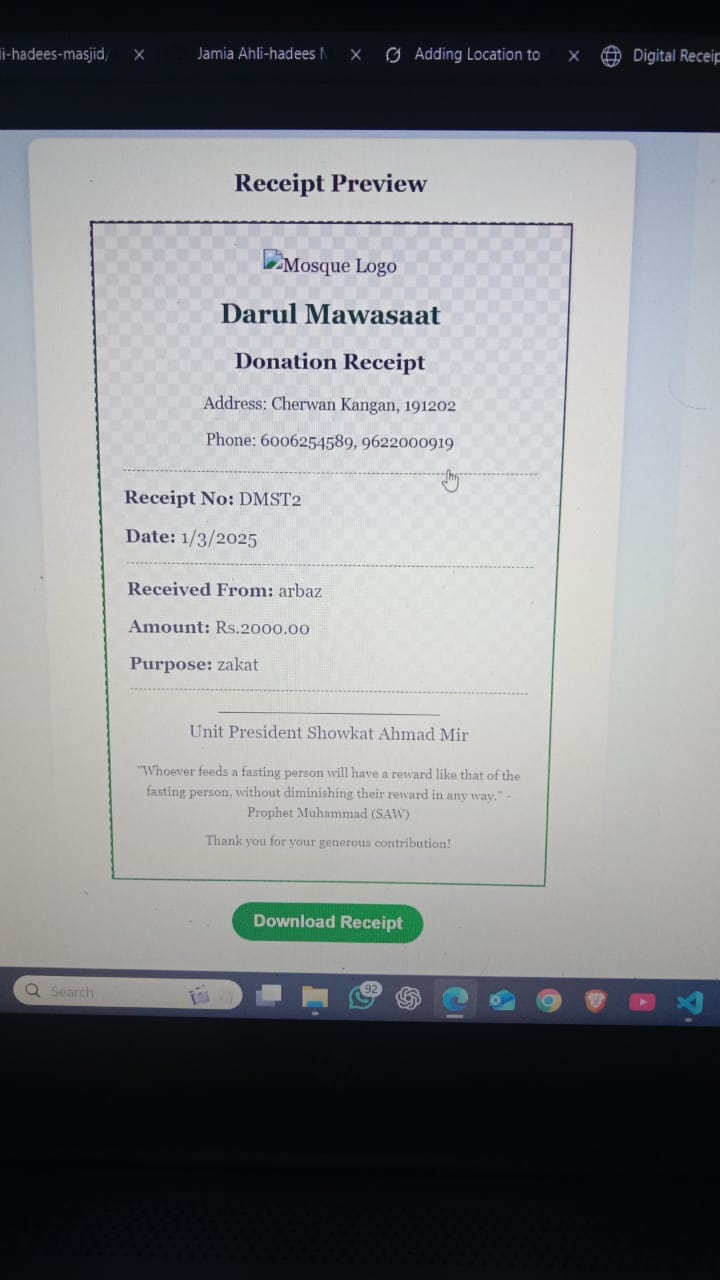 li-hadees-masjid/
Jamia Ahli-hadees
Adding Location to
Digital Receip
Receipt Preview
Mosque Logo
Darul Mawasaat
Donation Receipt
Address: Cherwan Kangan, 191202
Phone: 6006254589, 9622000919
Receipt No: DMST2
Date: 1/3/2025
Received From: arbaz
Amount: Rs.2000.00
Purpose: zakat
Unit President Showkat Ahmad Mir
"Whoever feeds a fasting person will have a reward like that of the
fasting person, without diminishing their reward in any way." -
Prophet Muhammad (SAW)
Thank you for your generous contribution!
Download Receipt
Search
92